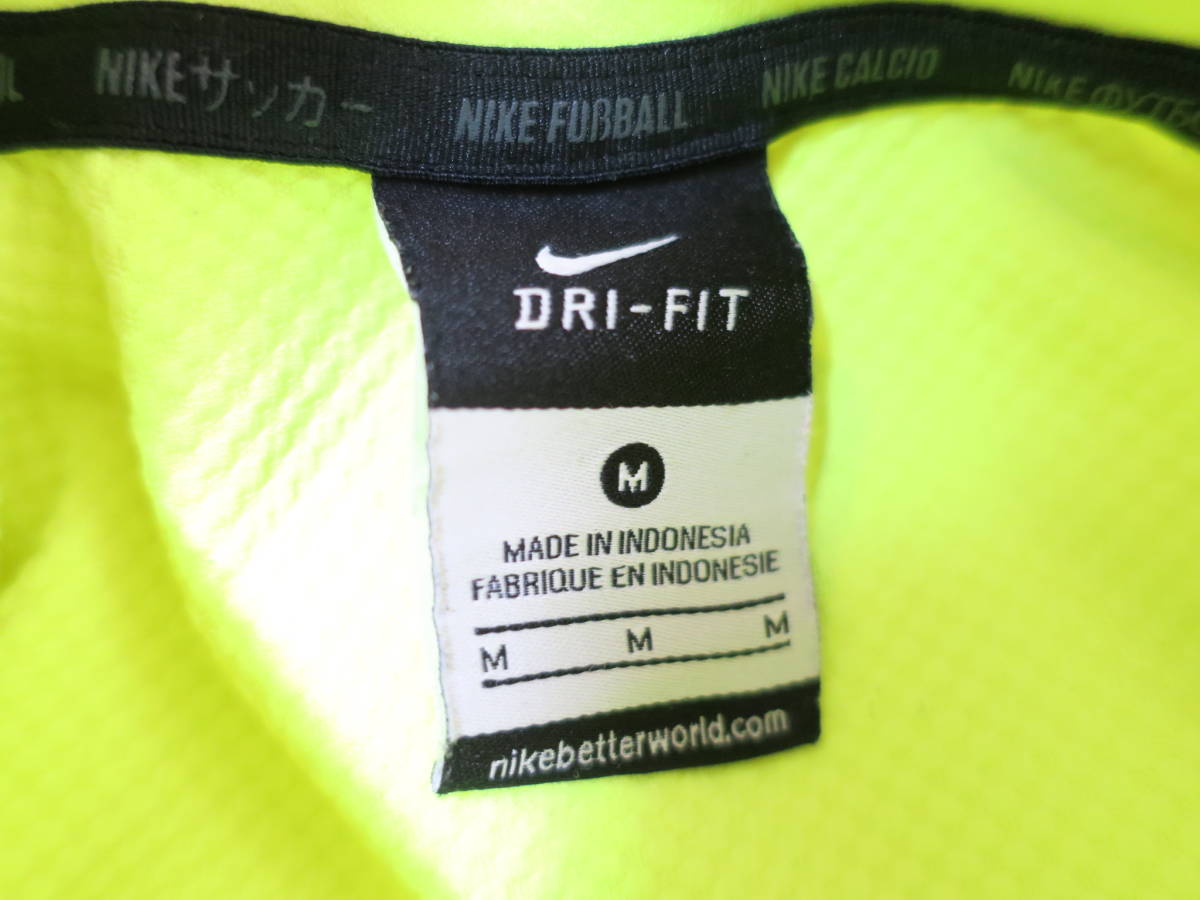 NIKEサッカー NIKE FUßBALL NIKE CALCIO NIKE
DRI-FIT
M
MADE IN INDONESIA
FABRIQUE EN INDONESIE
M M M
nikebetterworld.com